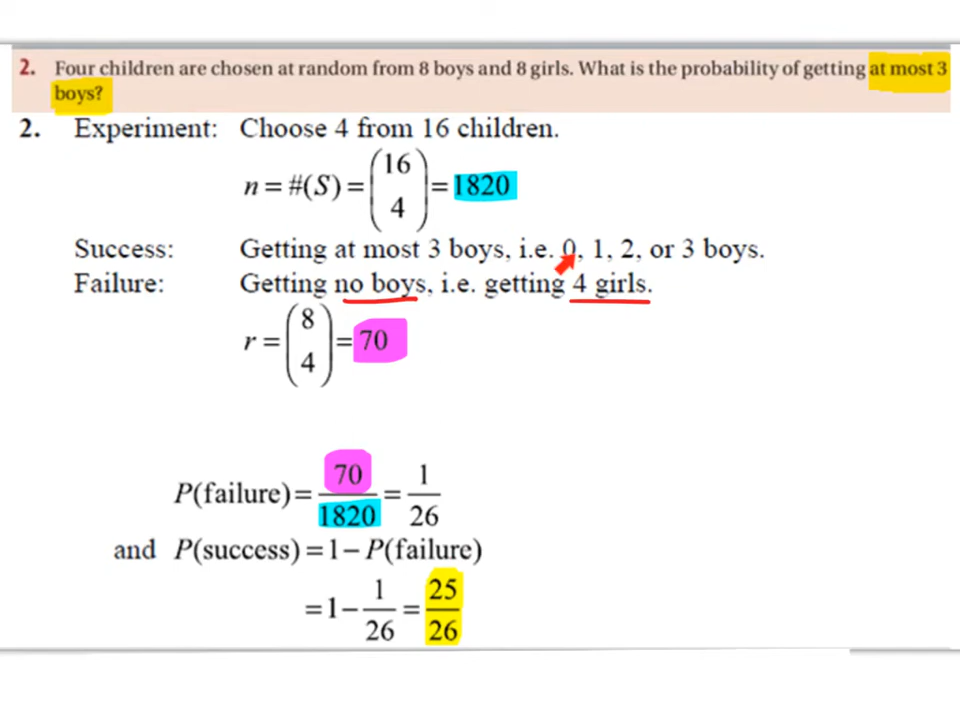 2. Four children are chosen at random from 8 boys and 8 girls. What is the probability of getting at most 3
boys?
2. Experiment: Choose 4 from 16 children.
n = #(S) = (16 4) = 1820
Success: Getting at most 3 boys, i.e. 0, 1, 2, or 3 boys.
Failure: Getting no boys, i.e. getting 4 girls.
r = (8 4) = 70
P(failure) = 70/1820 = 1/26
and P(success) = 1 – P(failure)
= 1 – 1/26 = 25/26